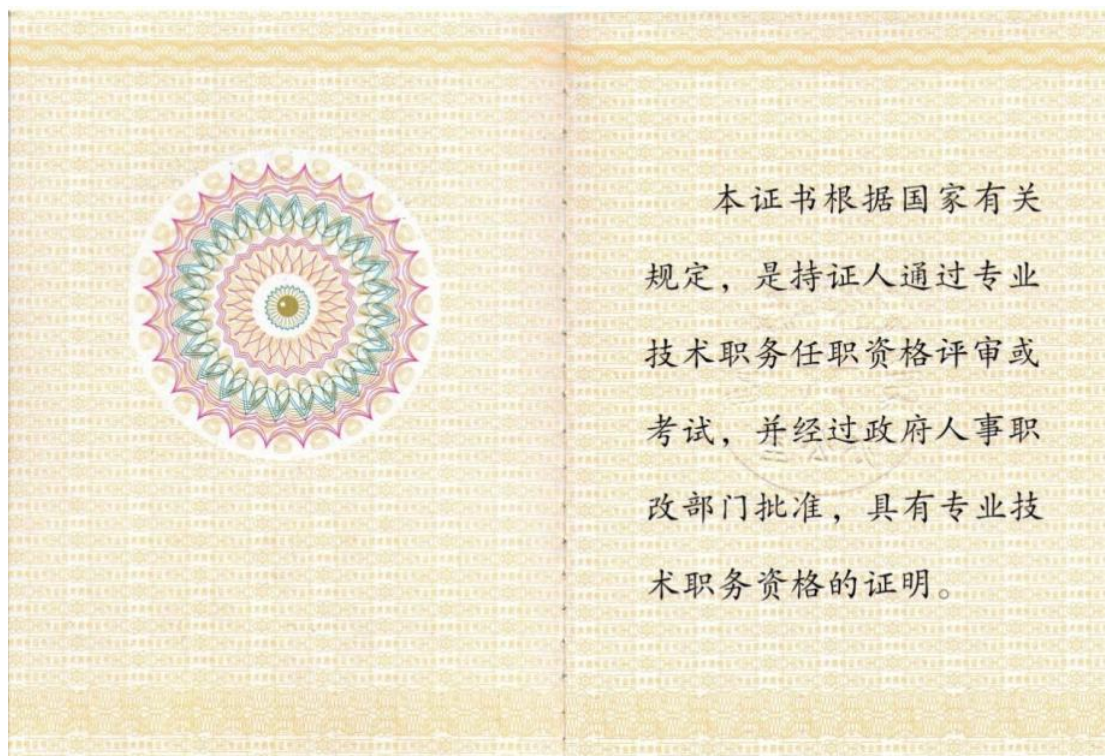 本证书根据国家有关
规定，是持证人通过专业
技术职务任职资格评审或
考试，并经过政府人事职
改部门批准，具有专业技
术职务资格的证明。